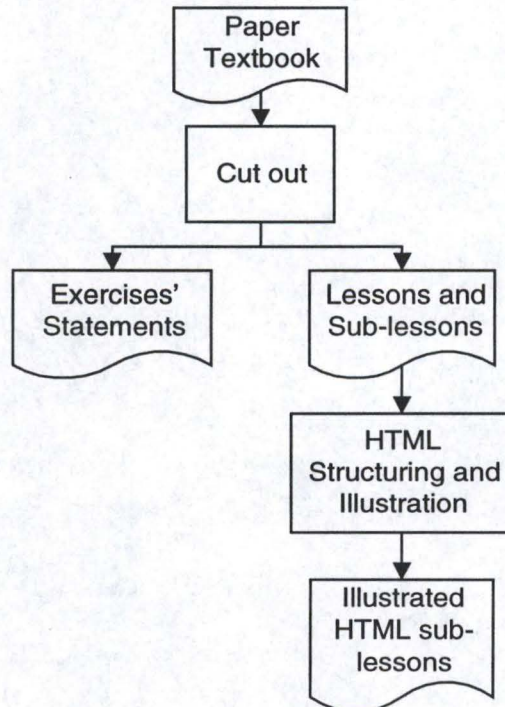 Paper
Textbook
Cut out
Exercises'
Statements
Lessons and
Sub-lessons
HTML
Structuring and
Illustration
Illustrated
HTML sub-
lessons